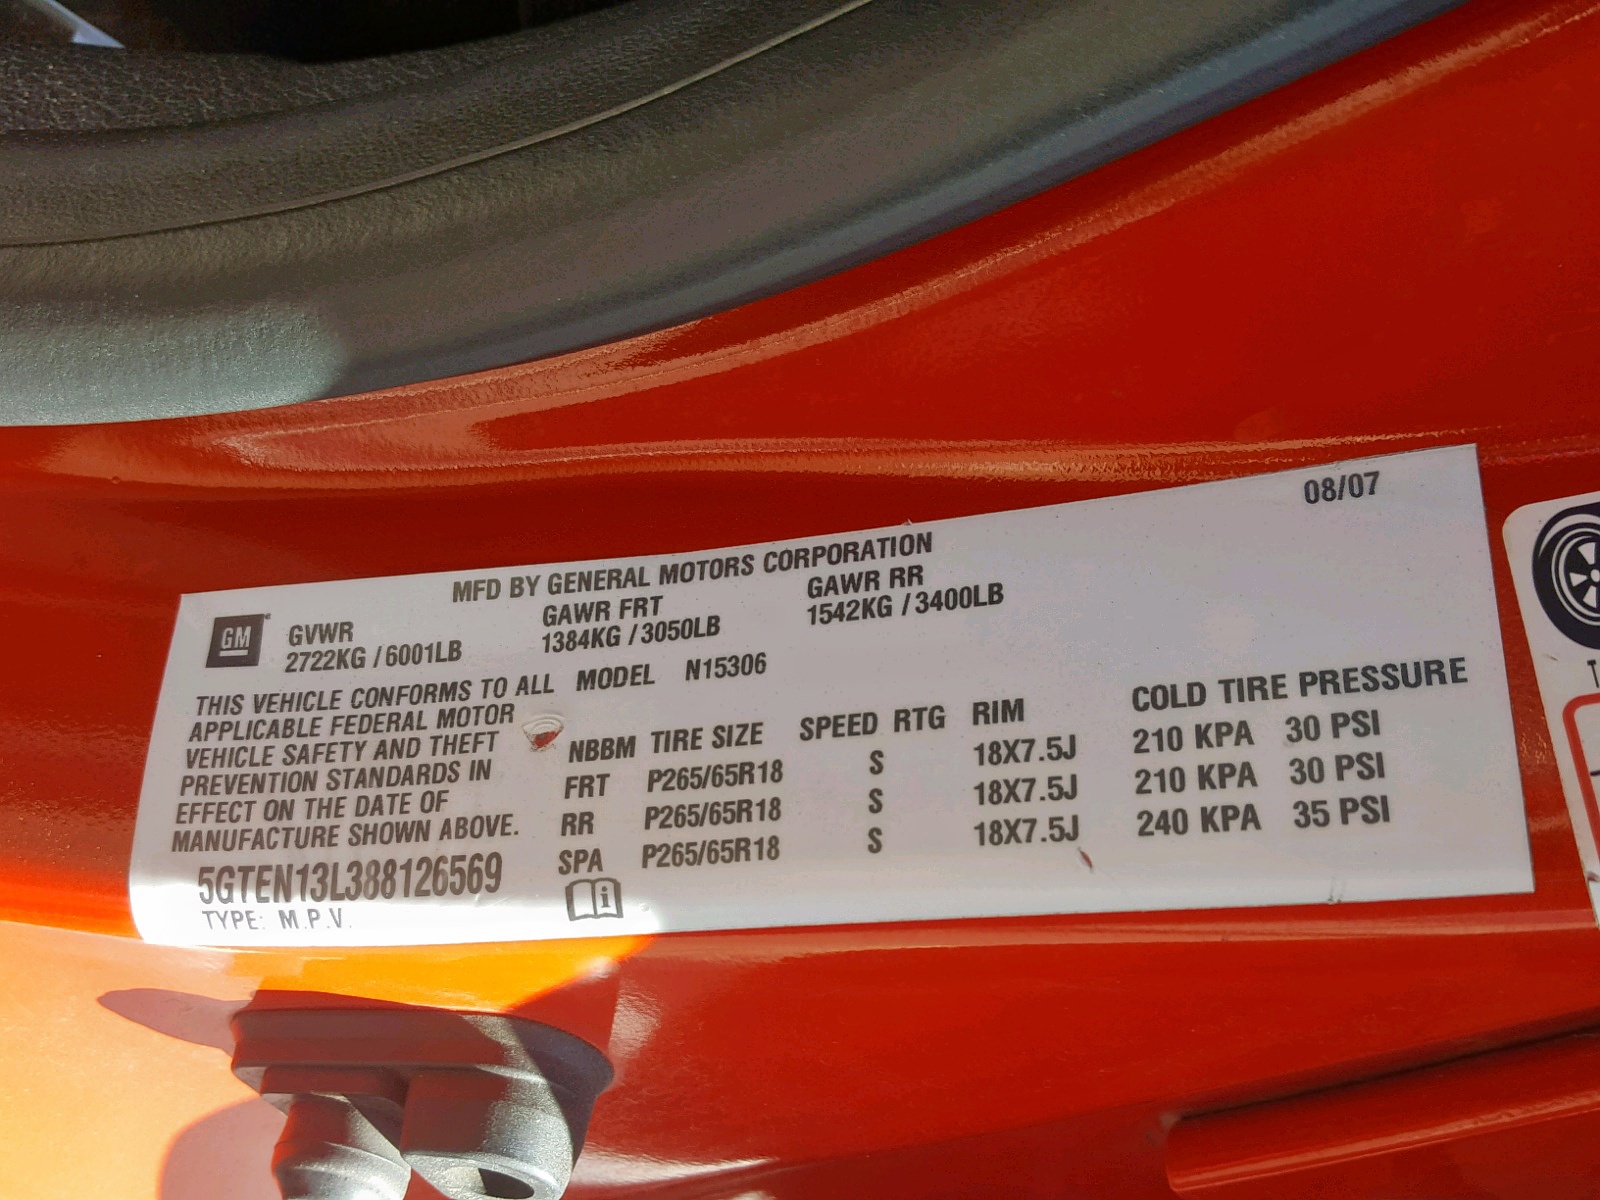 08/07
MFD BY GENERAL MOTORS CORPORATION
GM
GVWR GAWR FRT GAWR RR
2722KG / 6001LB 1384KG / 3050LB 1542KG / 3400LB
THIS VEHICLE CONFORMS TO ALL
APPLICABLE FEDERAL MOTOR
VEHICLE SAFETY AND THEFT
PREVENTION STANDARDS IN
EFFECT ON THE DATE OF
MANUFACTURE SHOWN ABOVE.
MODEL N15306
NBBM TIRE SIZE SPEED RTG RIM COLD TIRE PRESSURE
FRT P265/65R18 S 18X7.5J 210 KPA 30 PSI
RR P265/65R18 S 18X7.5J 210 KPA 30 PSI
SPA P265/65R18 S 18X7.5J 240 KPA 35 PSI
5GTEN13L388126569
TYPE: M.P.V.
i